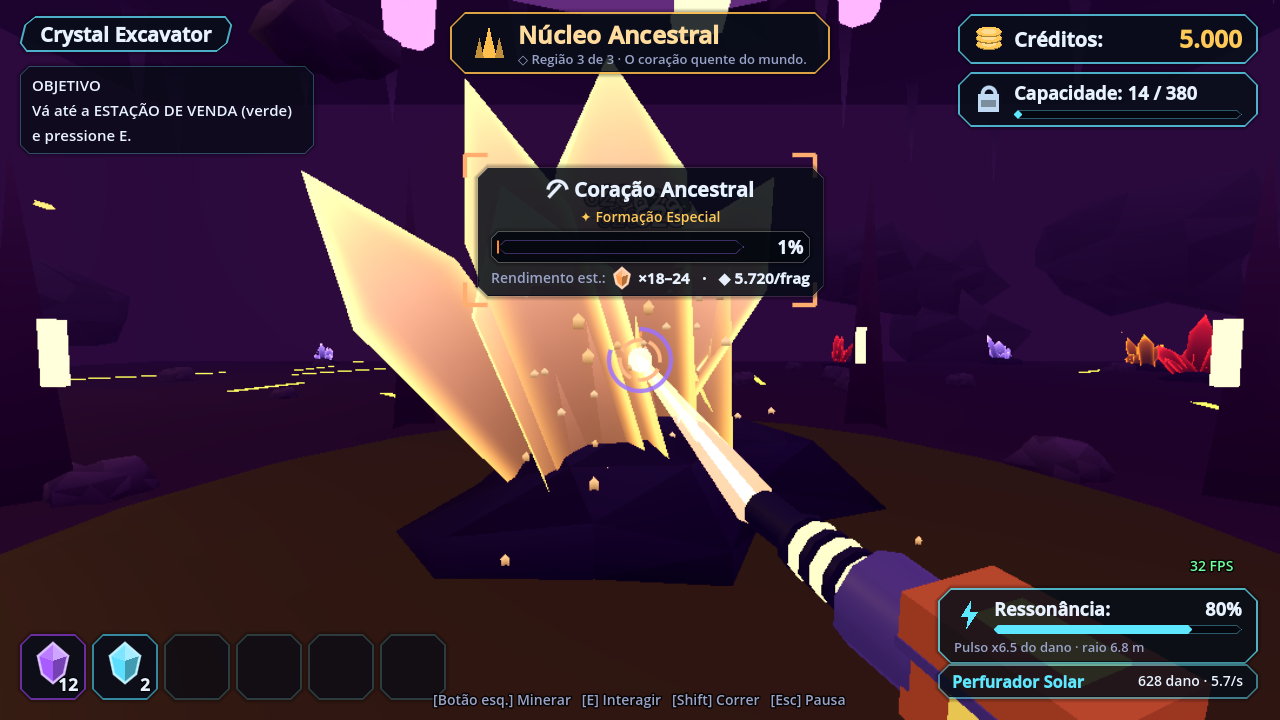 Crystal Excavator
OBJETIVO
Vá até a ESTAÇÃO DE VENDA (verde)
e pressione E.
Núcleo Ancestral
◇ Região 3 de 3 · O coração quente do mundo.
Créditos: 5.000
Capacidade: 14 / 380
Coração Ancestral
✦ Formação Especial
1%
Rendimento est.: ×18–24 · ◆ 5.720/frag
32 FPS
Ressonância: 80%
Pulso x6.5 do dano · raio 6.8 m
Perfurador Solar 628 dano · 5.7/s
12 2
[Botão esq.] Minerar [E] Interagir [Shift] Correr [Esc] Pausa